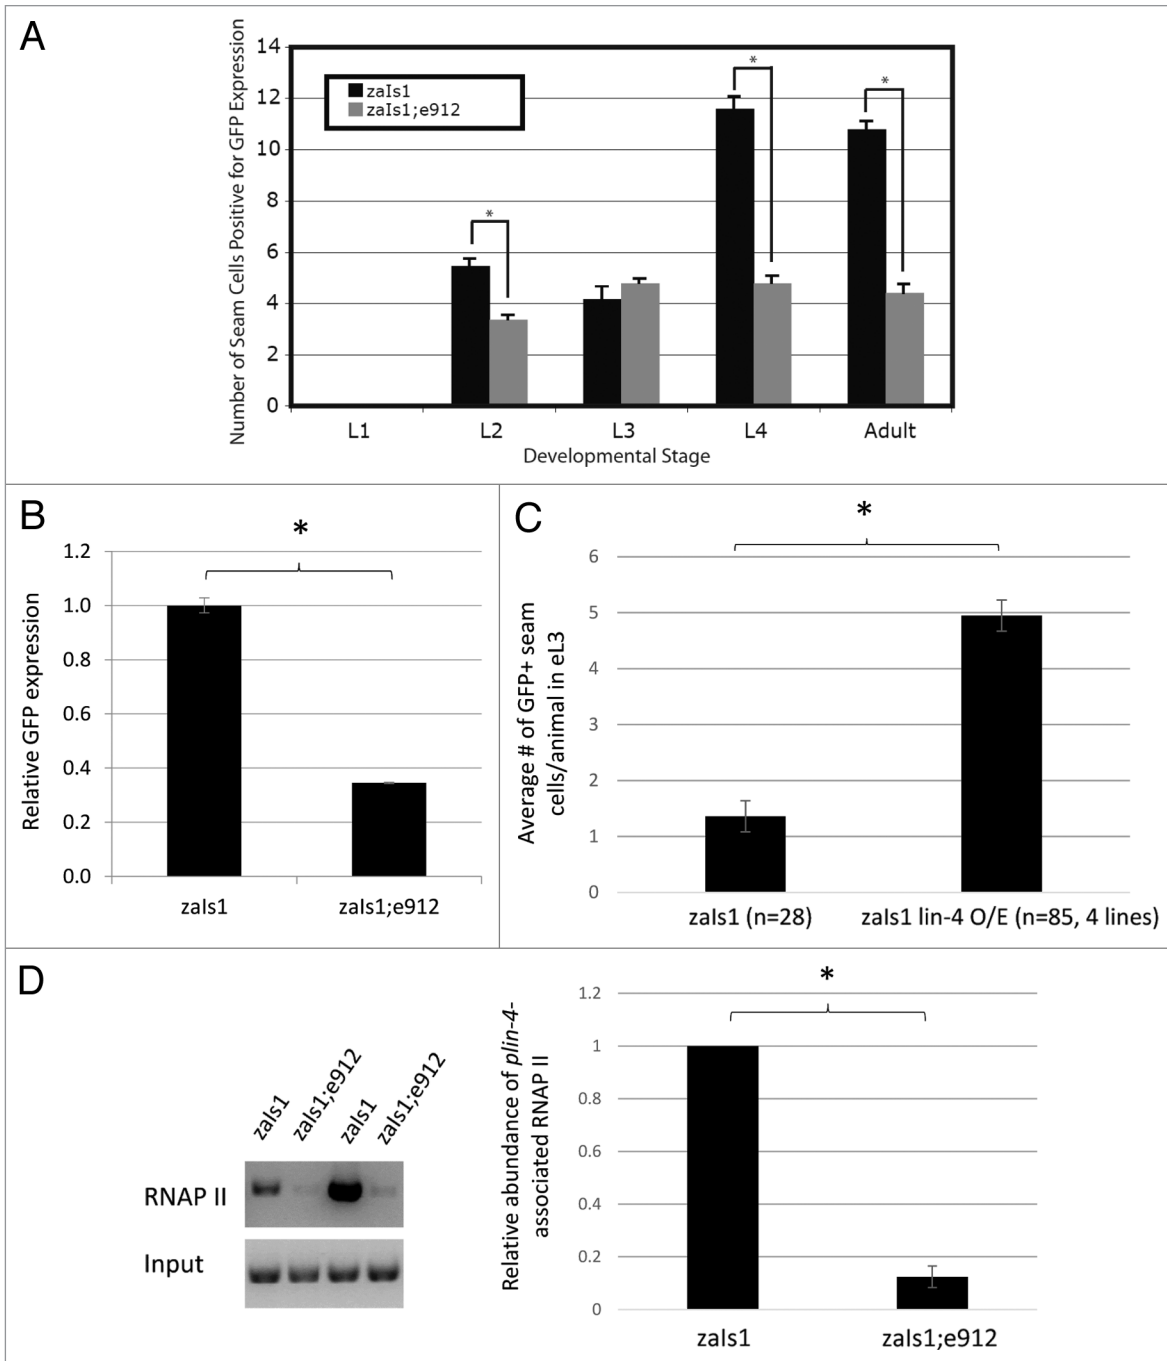 A
Number of Seam Cells Positive for GFP Expression
14
12
10
8
6
4
2
0
zaIs1
zaIs1;e912
*
*
*
L1 L2 L3 L4 Adult
Developmental Stage
B
Relative GFP expression
1.2
1.0
0.8
0.6
0.4
0.2
0.0
*
zaIs1 zaIs1;e912
C
Average # of GFP+ seam
cells/animal in eL3
6
5
4
3
2
1
0
*
zaIs1 (n=28) zaIs1 lin-4 O/E (n=85, 4 lines)
D
zaIs1 zaIs1;e912 zaIs1 zaIs1;e912
RNAP II
Input
Relative abundance of plin-4-
associated RNAP II
1.2
1
0.8
0.6
0.4
0.2
0
*
zaIs1 zaIs1;e912